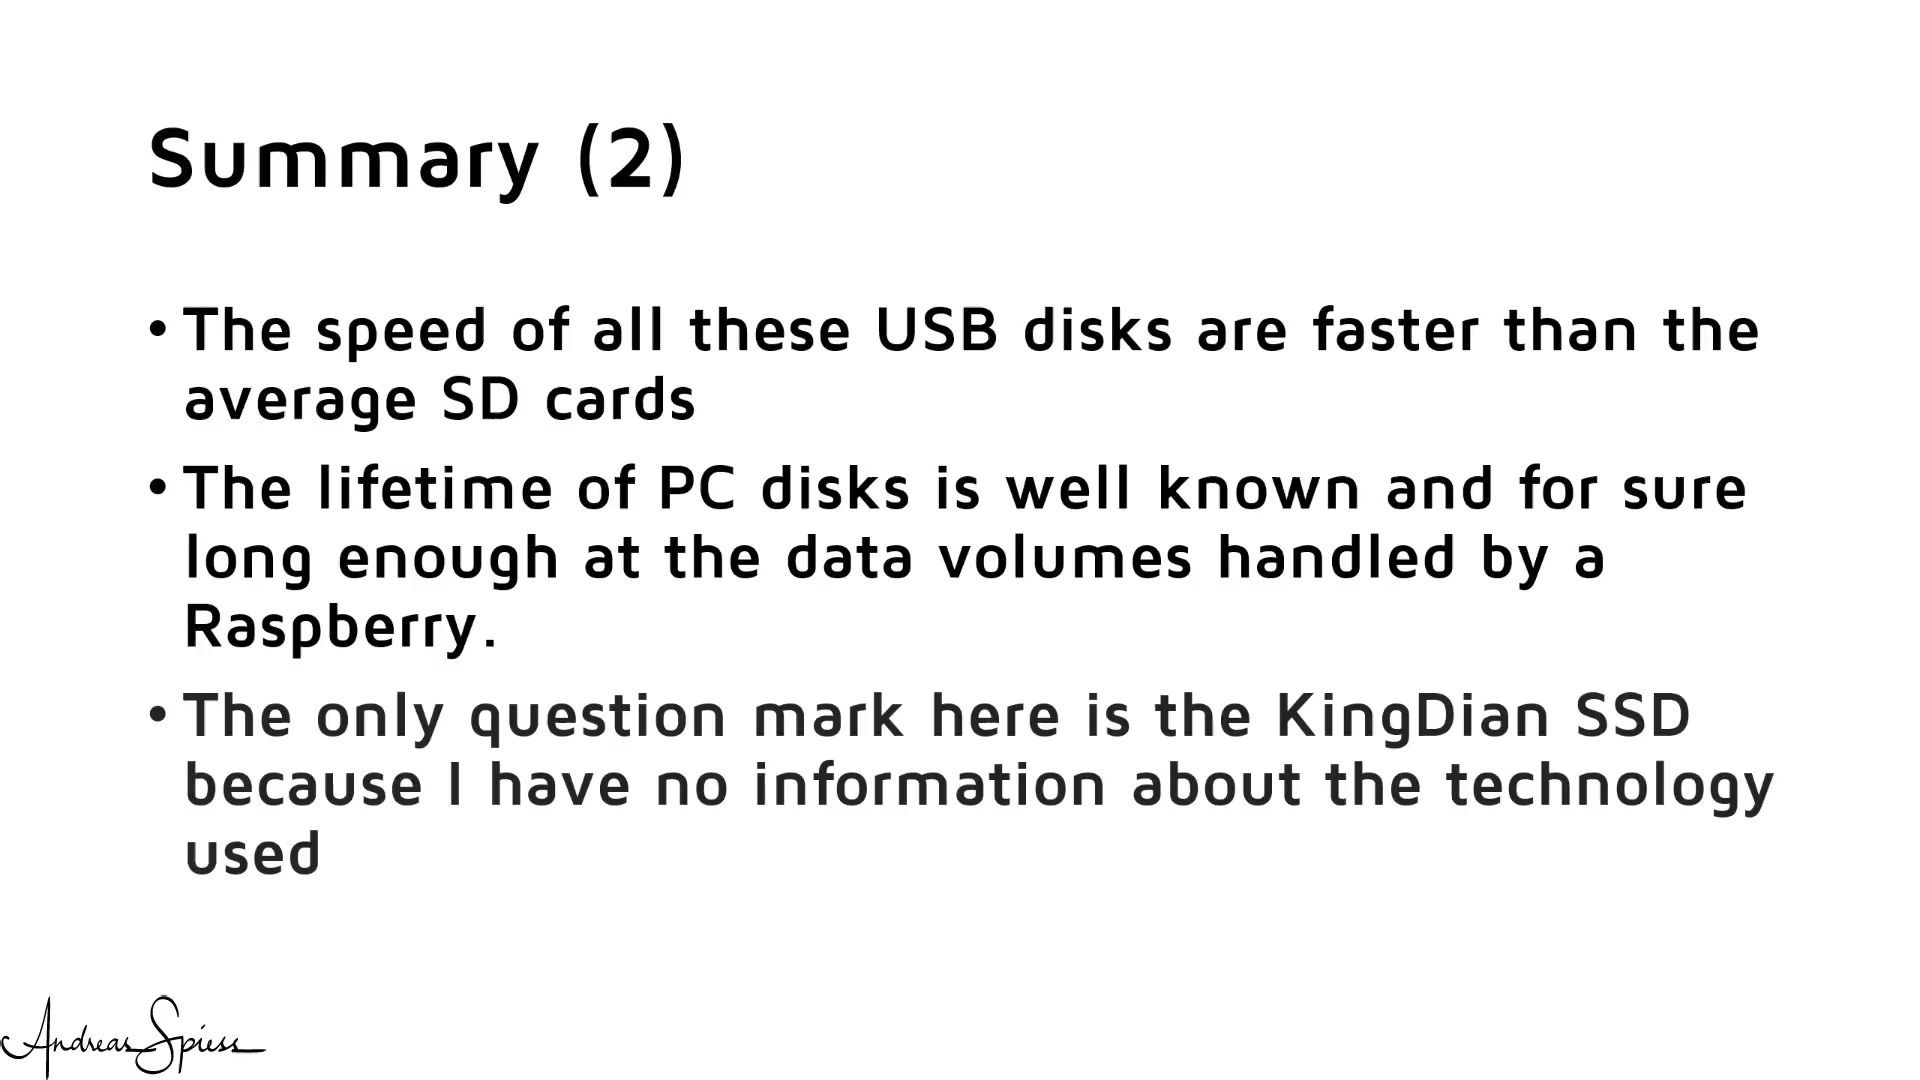 Summary (2)
• The speed of all these USB disks are faster than the
average SD cards
• The lifetime of PC disks is well known and for sure
long enough at the data volumes handled by a
Raspberry.
• The only question mark here is the KingDian SSD
because I have no information about the technology
used
Andreas Spiess